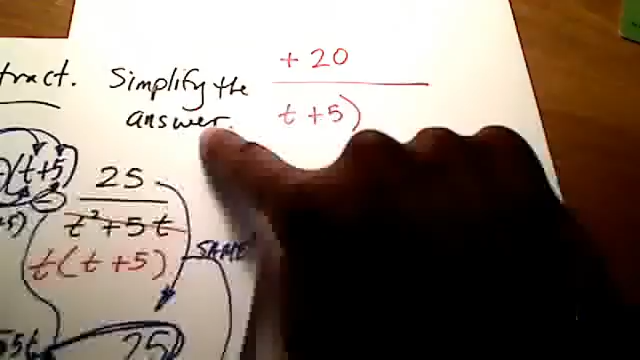 tract. Simplify the
answer.
+ 20
t + 5)
(t+5)
25
t² + 5t
t(t + 5)
SAME
5t
25